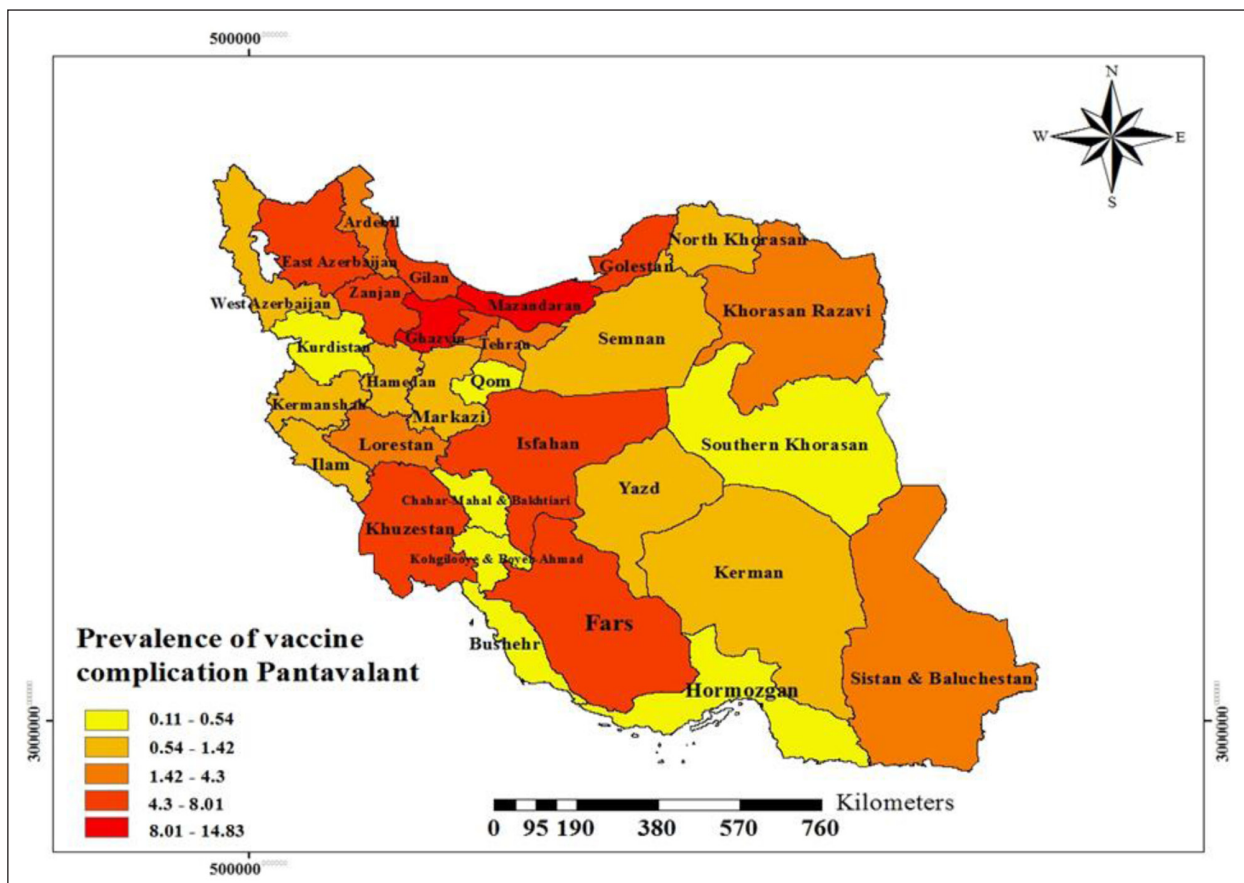 500000
N
W E
S
Ardebil
North Khorasan
East Azerbaijan
Golestan
Gilan
Zanjan
West Azerbaijan
Mazandaran
Khorasan Razavi
Ghazvin
Tehran
Semnan
Kurdistan
Hamedan
Qom
Kermanshah
Markazi
Lorestan
Isfahan
Southern Khorasan
Ilam
Yazd
Chahar-Mahal & Bakhtiari
Khuzestan
Kohgilooye & Boyer-Ahmad
Kerman
Fars
Bushehr
Sistan & Baluchestan
Hormozgan
Prevalence of vaccine
complication Pantavalant
0.11 - 0.54
0.54 - 1.42
1.42 - 4.3
4.3 - 8.01
8.01 - 14.83
Kilometers
0 95 190 380 570 760
3000000
3000000
500000